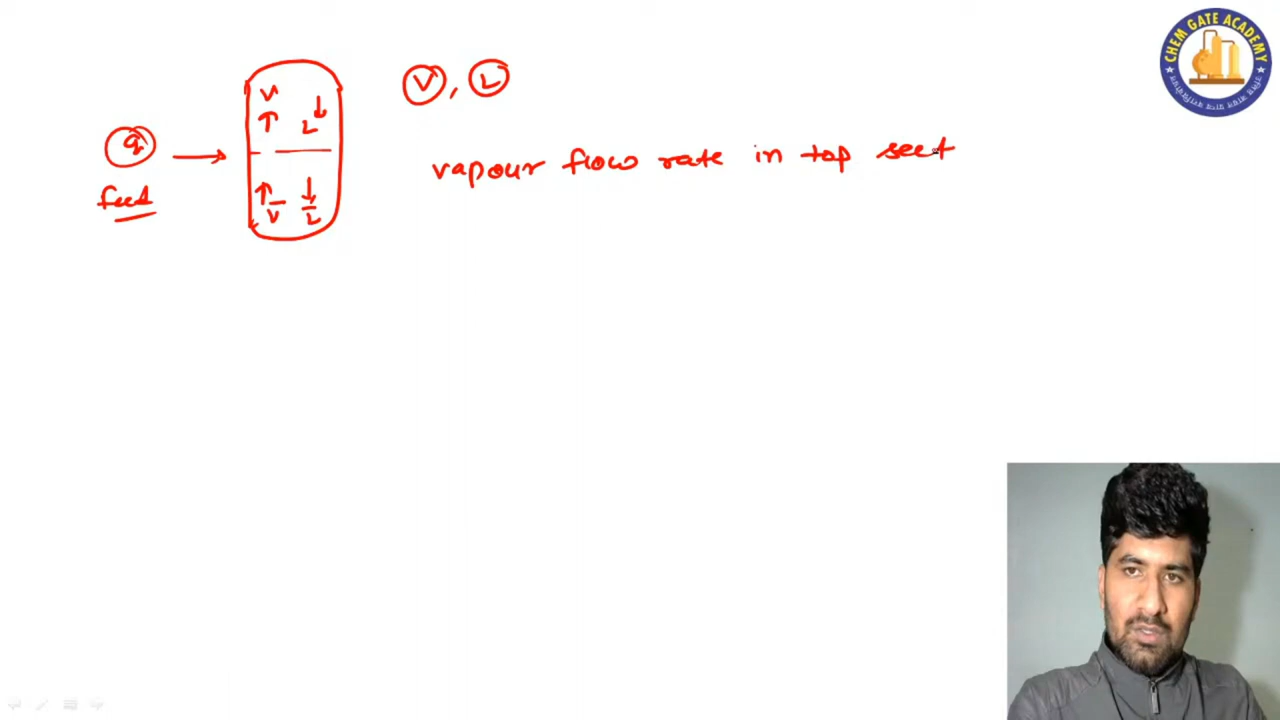 CHEM GATE ACADEMY
V , L
V
↑ L ↓
q →
feed
↑ V̅ ↓ L̅
vapour flow rate in top sect